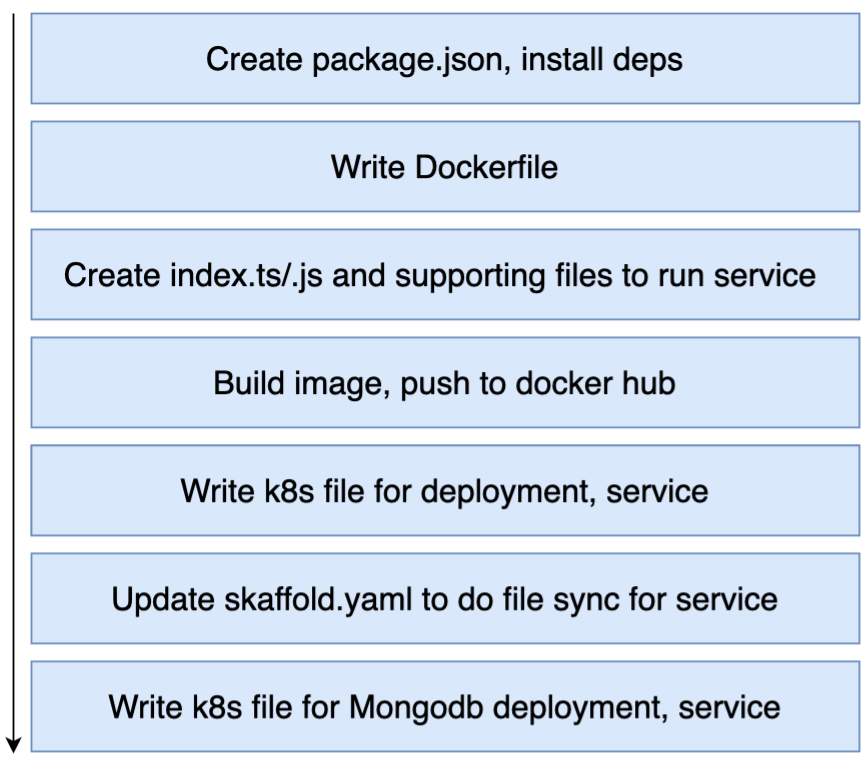 Create package.json, install deps
Write Dockerfile
Create index.ts/.js and supporting files to run service
Build image, push to docker hub
Write k8s file for deployment, service
Update skaffold.yaml to do file sync for service
Write k8s file for Mongodb deployment, service